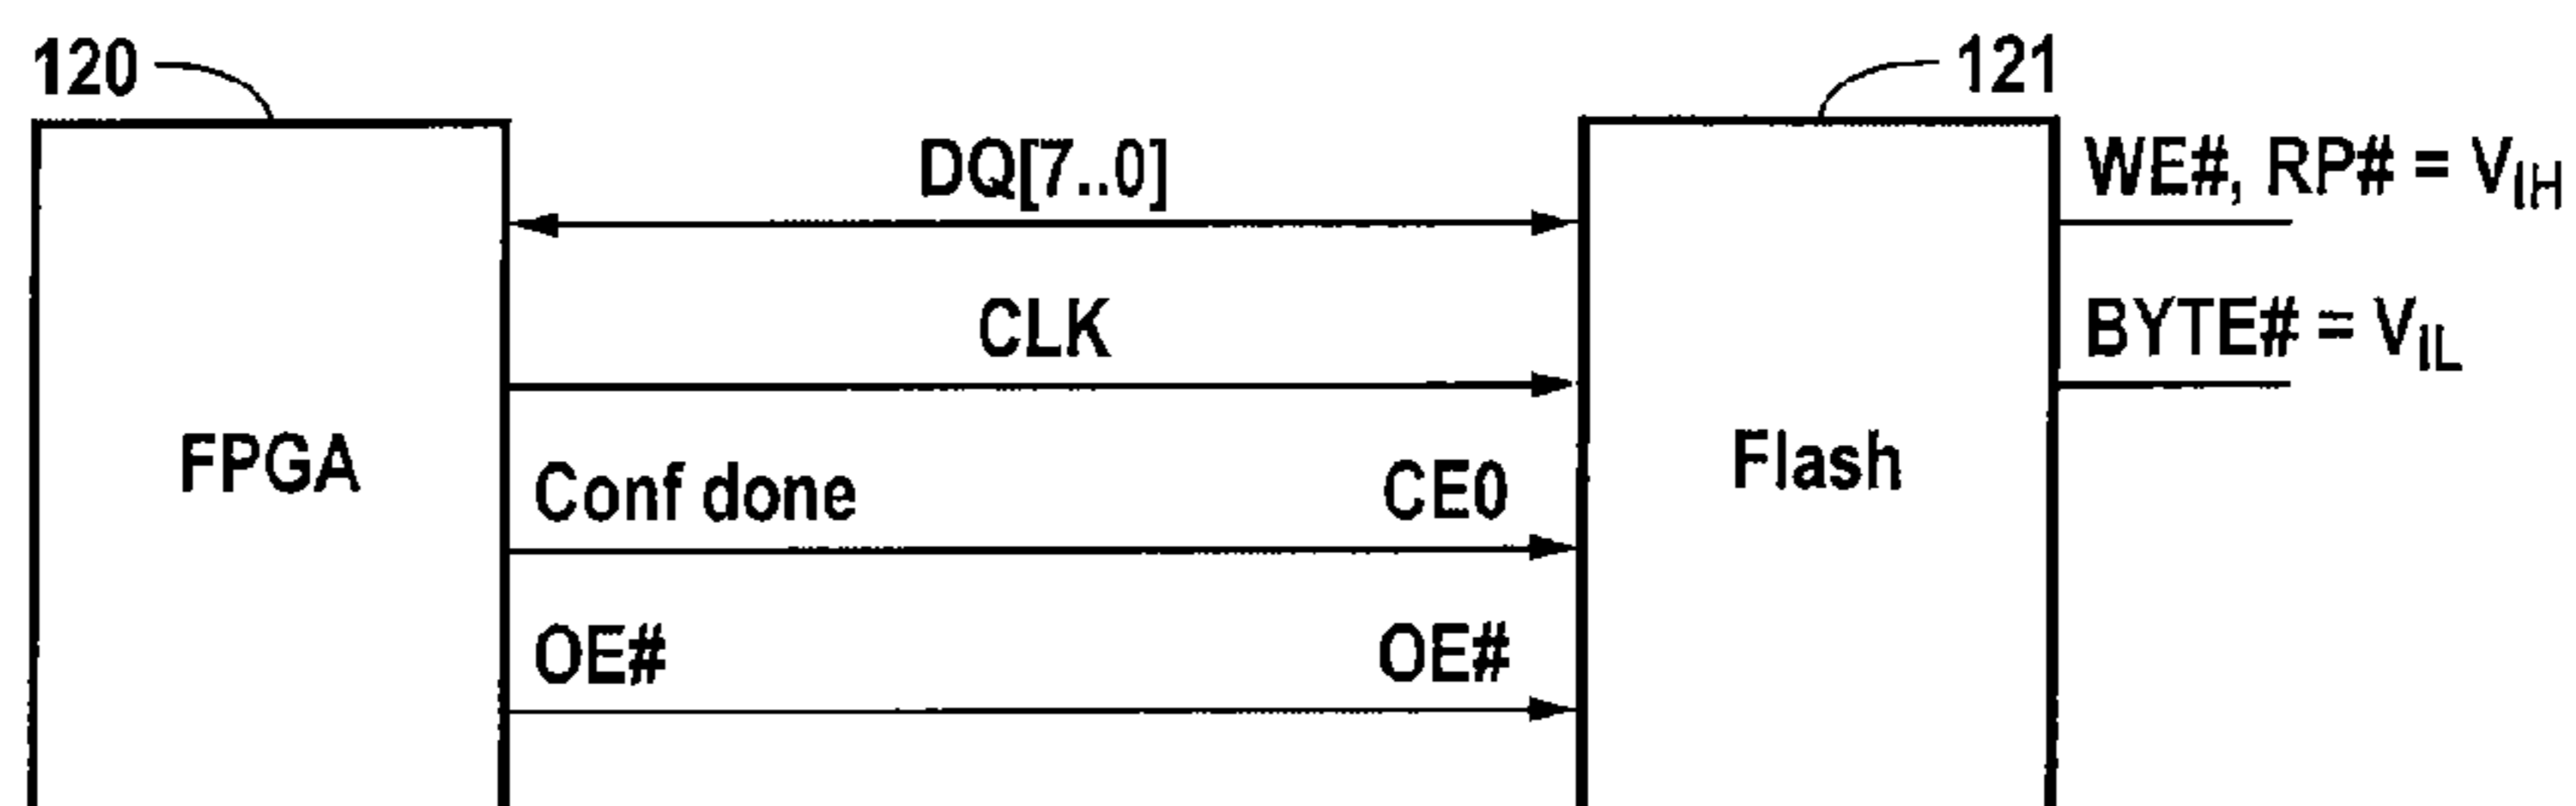 120
121
DQ[7..0]
WE#, RP# = VIH
CLK
BYTE# = VIL
FPGA
Flash
Conf done
CE0
OE#
OE#